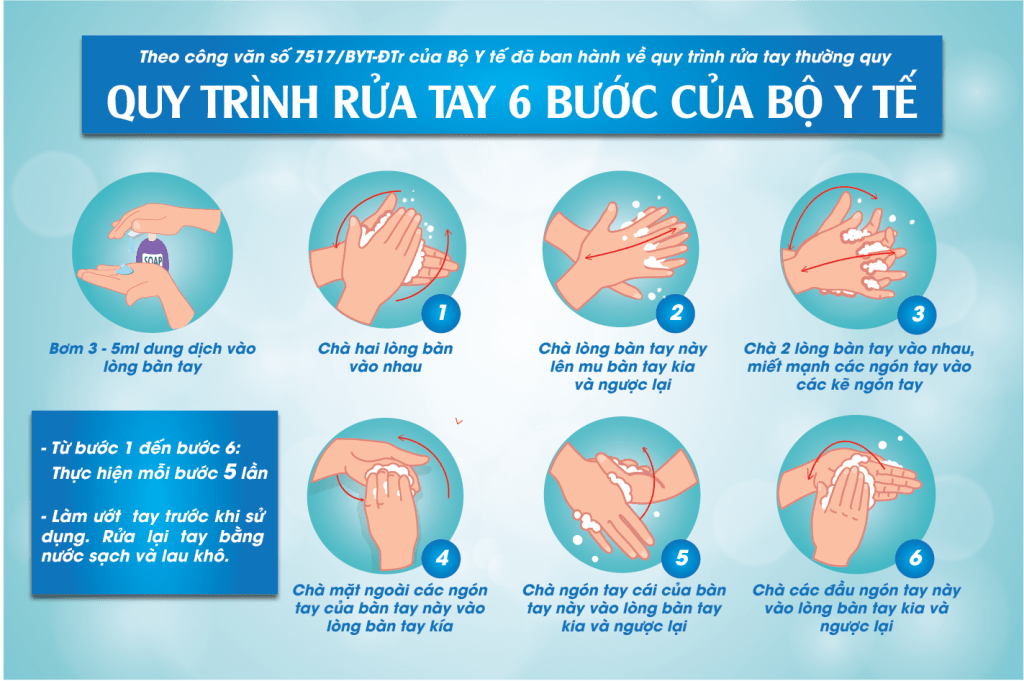 Theo công văn số 7517/BYT-ĐTr của Bộ Y tế đã ban hành về quy trình rửa tay thường quy
QUY TRÌNH RỬA TAY 6 BƯỚC CỦA BỘ Y TẾ
SOAP
Bơm 3 - 5ml dung dịch vào
lòng bàn tay
1
Chà hai lòng bàn
vào nhau
2
Chà lòng bàn tay này
lên mu bàn tay kia
và ngược lại
3
Chà 2 lòng bàn tay vào nhau,
miết mạnh các ngón tay vào
các kẽ ngón tay
- Từ bước 1 đến bước 6:
Thực hiện mỗi bước 5 lần
- Làm ướt tay trước khi sử
dụng. Rửa lại tay bằng
nước sạch và lau khô.
4
Chà mặt ngoài các ngón
tay của bàn tay này vào
lòng bàn tay kía
5
Chà ngón tay cái của bàn
tay này vào lòng bàn tay
kia và ngược lại
6
Chà các đầu ngón tay này
vào lòng bàn tay kia và
ngược lại